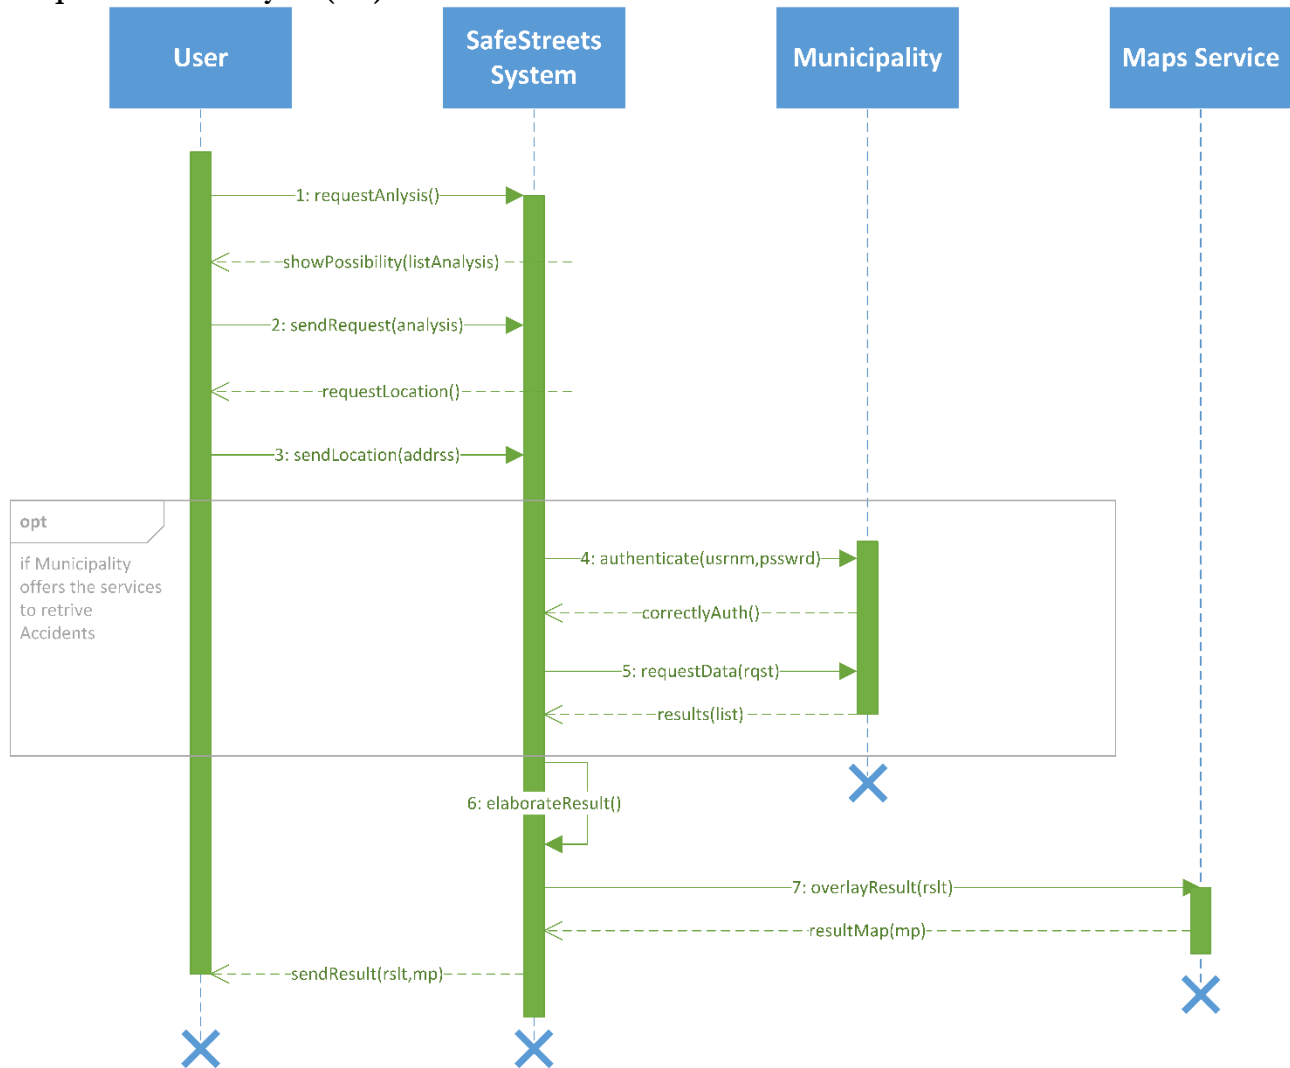 User
SafeStreets
System
Municipality
Maps Service
1: requestAnlysis()
showPossibility(listAnalysis)
2: sendRequest(analysis)
requestLocation()
3: sendLocation(addrss)
opt
if Municipality
offers the services
to retrive
Accidents
4: authenticate(usrnm,psswrd)
correctlyAuth()
5: requestData(rqst)
results(list)
6: elaborateResult()
7: overlayResult(rslt)
resultMap(mp)
sendResult(rslt,mp)